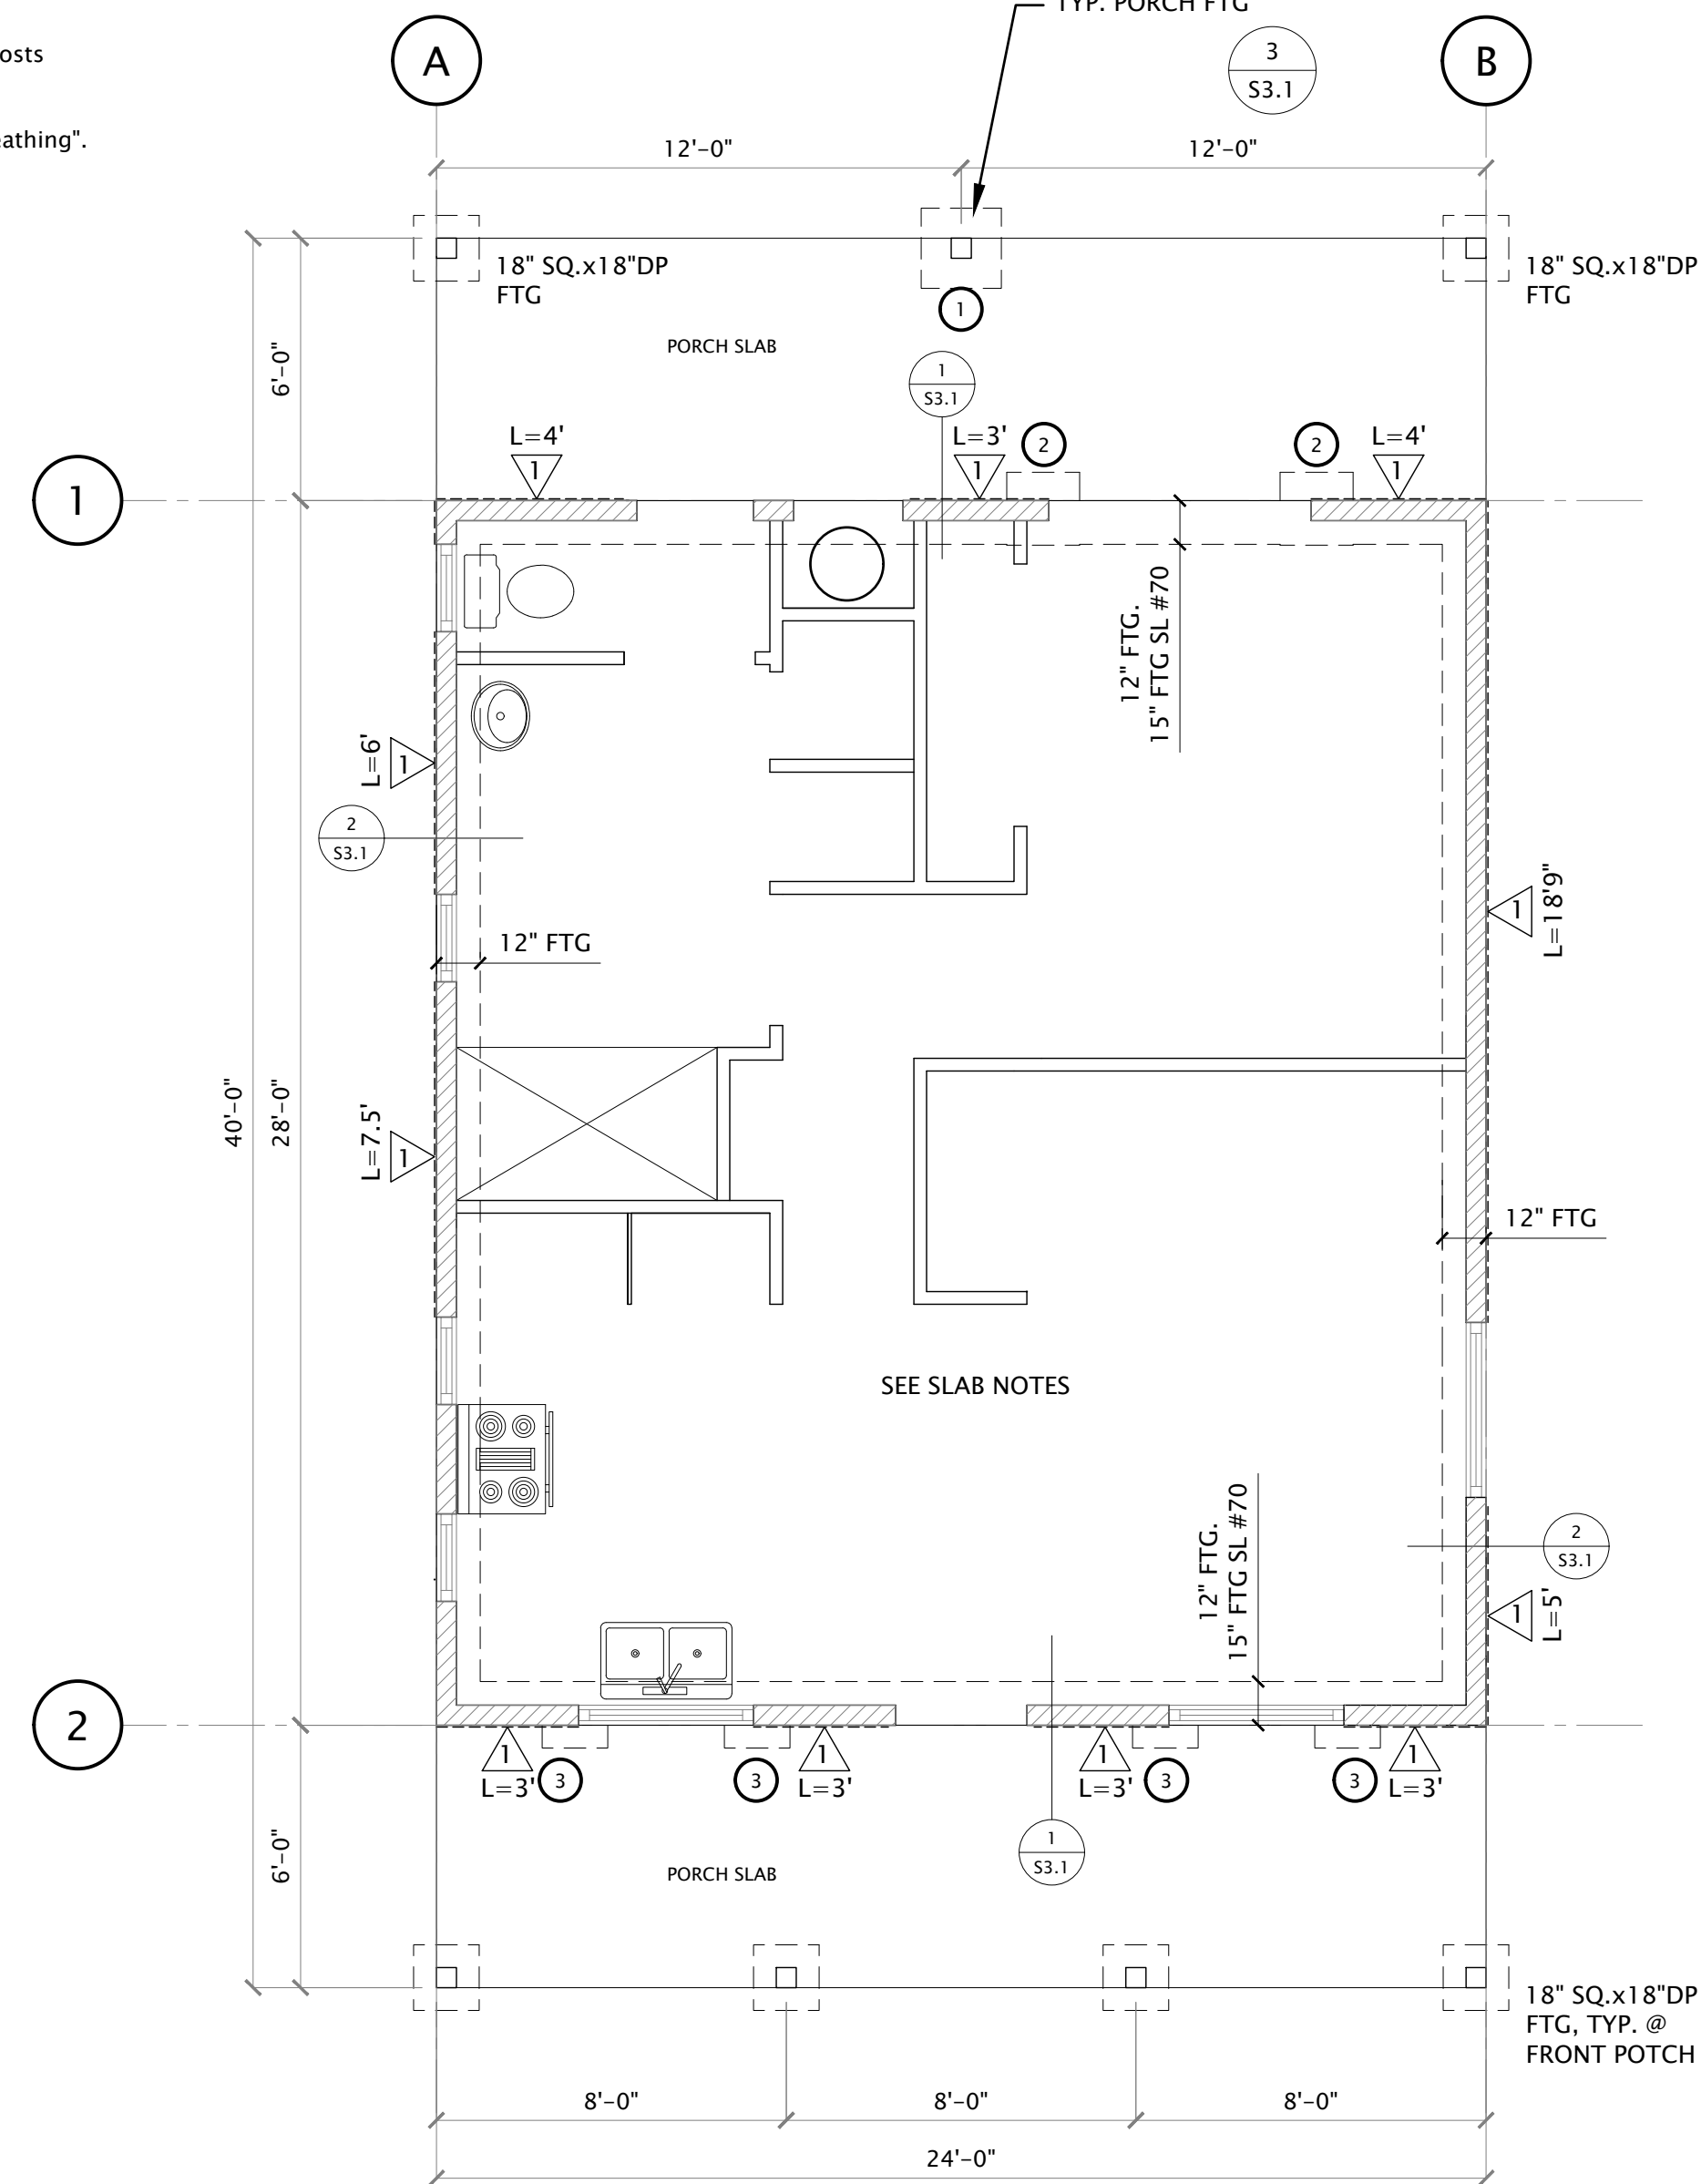 TYP. PORCH FTG
osts
A
3
S3.1
B
athing".
12'-0"
12'-0"
18" SQ.x18"DP
FTG
1
18" SQ.x18"DP
FTG
PORCH SLAB
6'-0"
1
S3.1
L=4'
1
L=3'
1
2
2
L=4'
1
1
12" FTG.
15" FTG SL #70
L=6'
1
2
S3.1
L=18'9"
1
12" FTG
40'-0"
28'-0"
L=7.5'
1
12" FTG
SEE SLAB NOTES
12" FTG.
15" FTG SL #70
2
S3.1
L=5'
1
2
1
L=3'
3
3
1
L=3'
1
L=3'
3
3
1
L=3'
1
S3.1
6'-0"
PORCH SLAB
18" SQ.x18"DP
FTG, TYP. @
FRONT POTCH
8'-0"
8'-0"
8'-0"
24'-0"